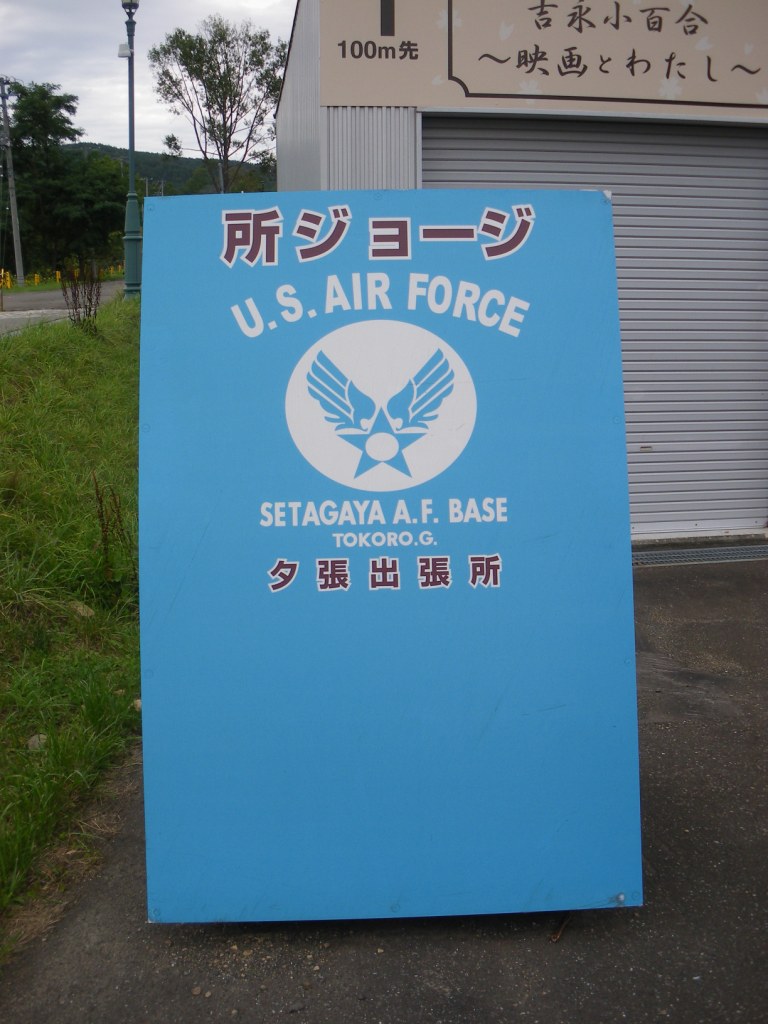 100m先
吉永小百合
～映画とわたし～
所ジョージ
U.S. AIR FORCE
SETAGAYA A.F. BASE
TOKORO.G.
夕張出張所